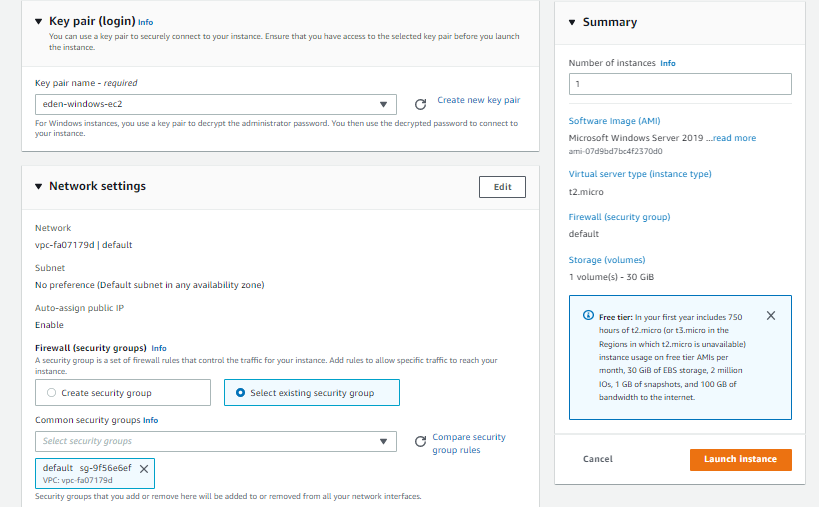 Key pair (login) Info
You can use a key pair to securely connect to your instance. Ensure that you have access to the selected key pair before you launch
the instance.
Key pair name - required
eden-windows-ec2
Create new key pair
For Windows instances, you use a key pair to decrypt the administrator password. You then use the decrypted password to connect to
your instance.
Network settings
Edit
Network
vpc-fa07179d | default
Subnet
No preference (Default subnet in any availability zone)
Auto-assign public IP
Enable
Firewall (security groups) Info
A security group is a set of firewall rules that control the traffic for your instance. Add rules to allow specific traffic to reach your
instance.
Create security group
Select existing security group
Common security groups Info
Select security groups
Compare security
group rules
default sg-9f56e6ef
VPC: vpc-fa07179d
Security groups that you add or remove here will be added to or removed from all your network interfaces.
Summary
Number of instances Info
1
Software Image (AMI)
Microsoft Windows Server 2019 ...read more
ami-07d9bd7bc4f2370d0
Virtual server type (instance type)
t2.micro
Firewall (security group)
default
Storage (volumes)
1 volume(s) - 30 GiB
Free tier: In your first year includes 750
hours of t2.micro (or t3.micro in the
Regions in which t2.micro is unavailable)
instance usage on free tier AMIs per
month, 30 GiB of EBS storage, 2 million
IOs, 1 GB of snapshots, and 100 GB of
bandwidth to the internet.
Cancel
Launch instance